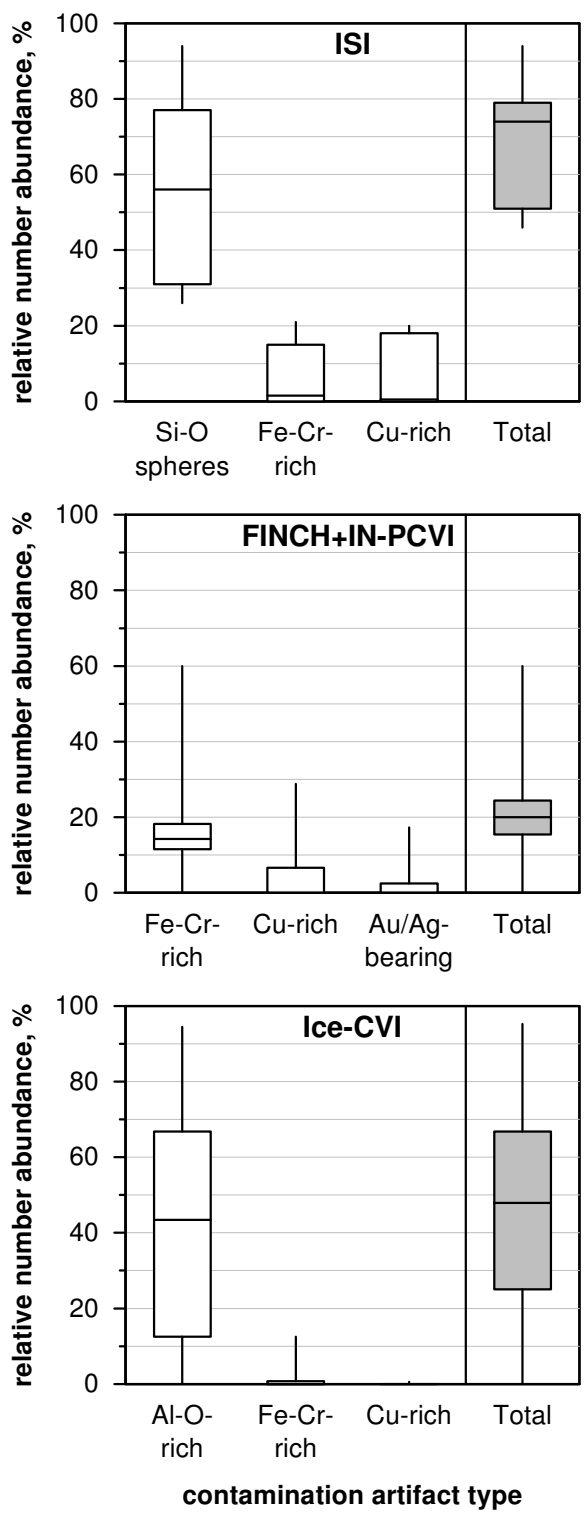 relative number abundance, %
ISI
100
80
60
40
20
0
Si-O Fe-Cr- Cu-rich Total
spheres rich
relative number abundance, %
FINCH+IN-PCVI
100
80
60
40
20
0
Fe-Cr- Cu-rich Au/Ag- Total
rich bearing
relative number abundance, %
Ice-CVI
100
80
60
40
20
0
Al-O- Fe-Cr- Cu-rich Total
rich rich
contamination artifact type